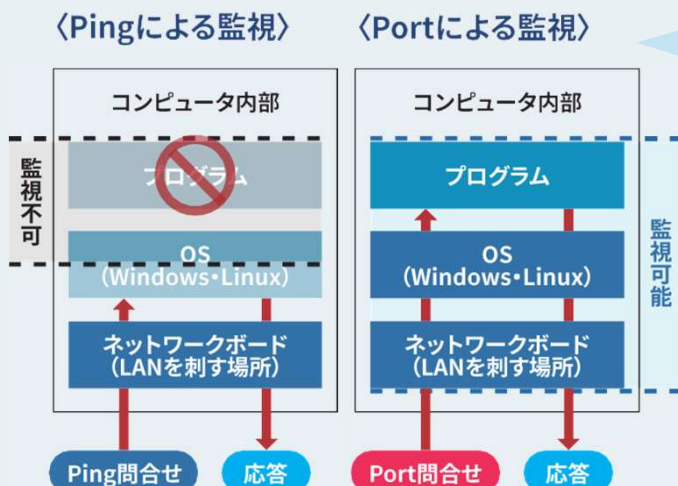 〈Pingによる監視〉
コンピュータ内部
監視不可
プログラム
OS
(Windows・Linux)
ネットワークボード
(LANを刺す場所)
Ping問合せ
応答
〈Portによる監視〉
コンピュータ内部
プログラム
OS
(Windows・Linux)
ネットワークボード
(LANを刺す場所)
監視可能
Port問合せ
応答